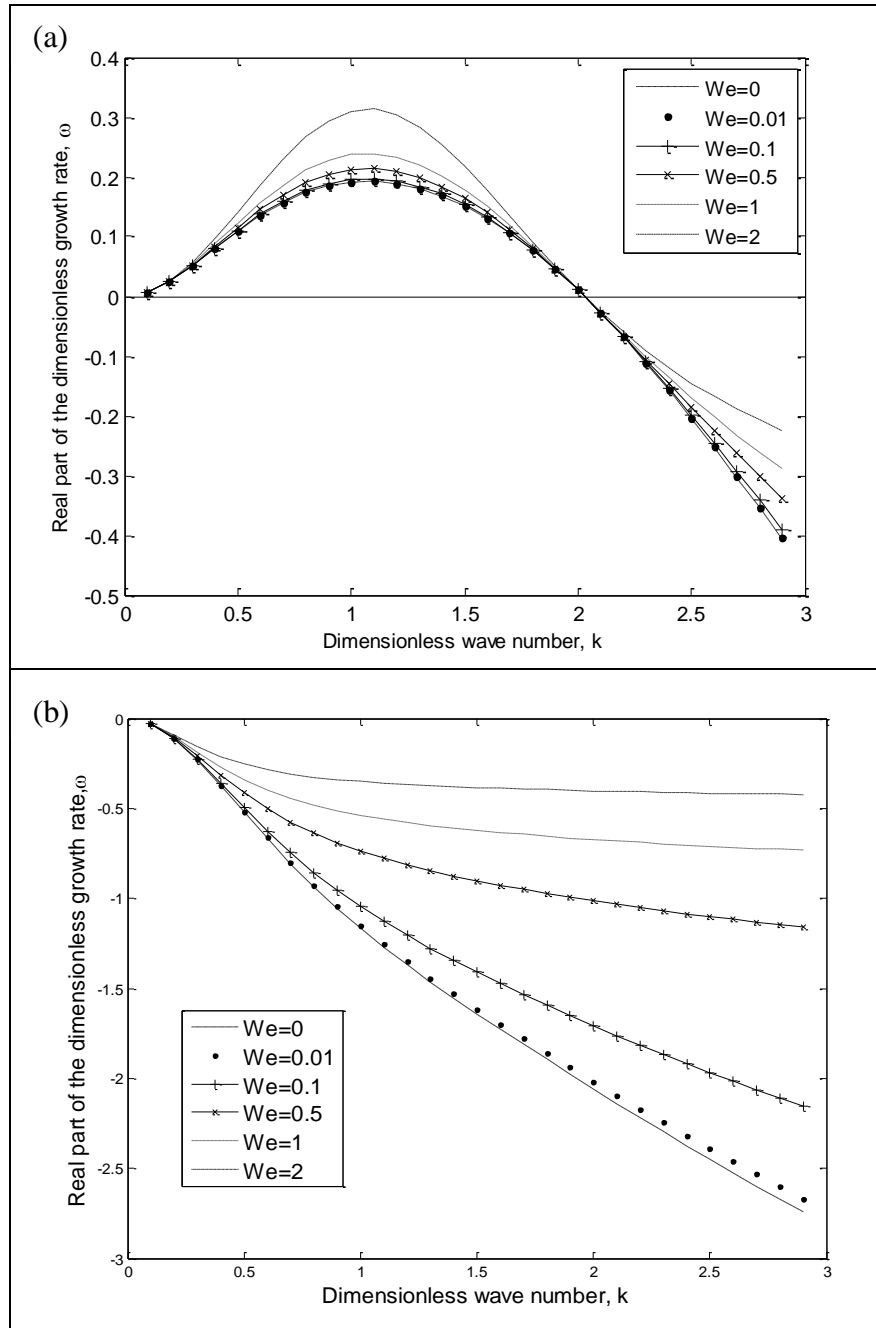 (a)
0.4
0.3
0.2
0.1
0
-0.1
-0.2
-0.3
-0.4
-0.5
Real part of the dimensionless growth rate, ω
We=0
We=0.01
We=0.1
We=0.5
We=1
We=2
0 0.5 1 1.5 2 2.5 3
Dimensionless wave number, k
(b)
0
-0.5
-1
-1.5
-2
-2.5
-3
Real part of the dimensionless growth rate,ω
We=0
We=0.01
We=0.1
We=0.5
We=1
We=2
0 0.5 1 1.5 2 2.5 3
Dimensionless wave number, k